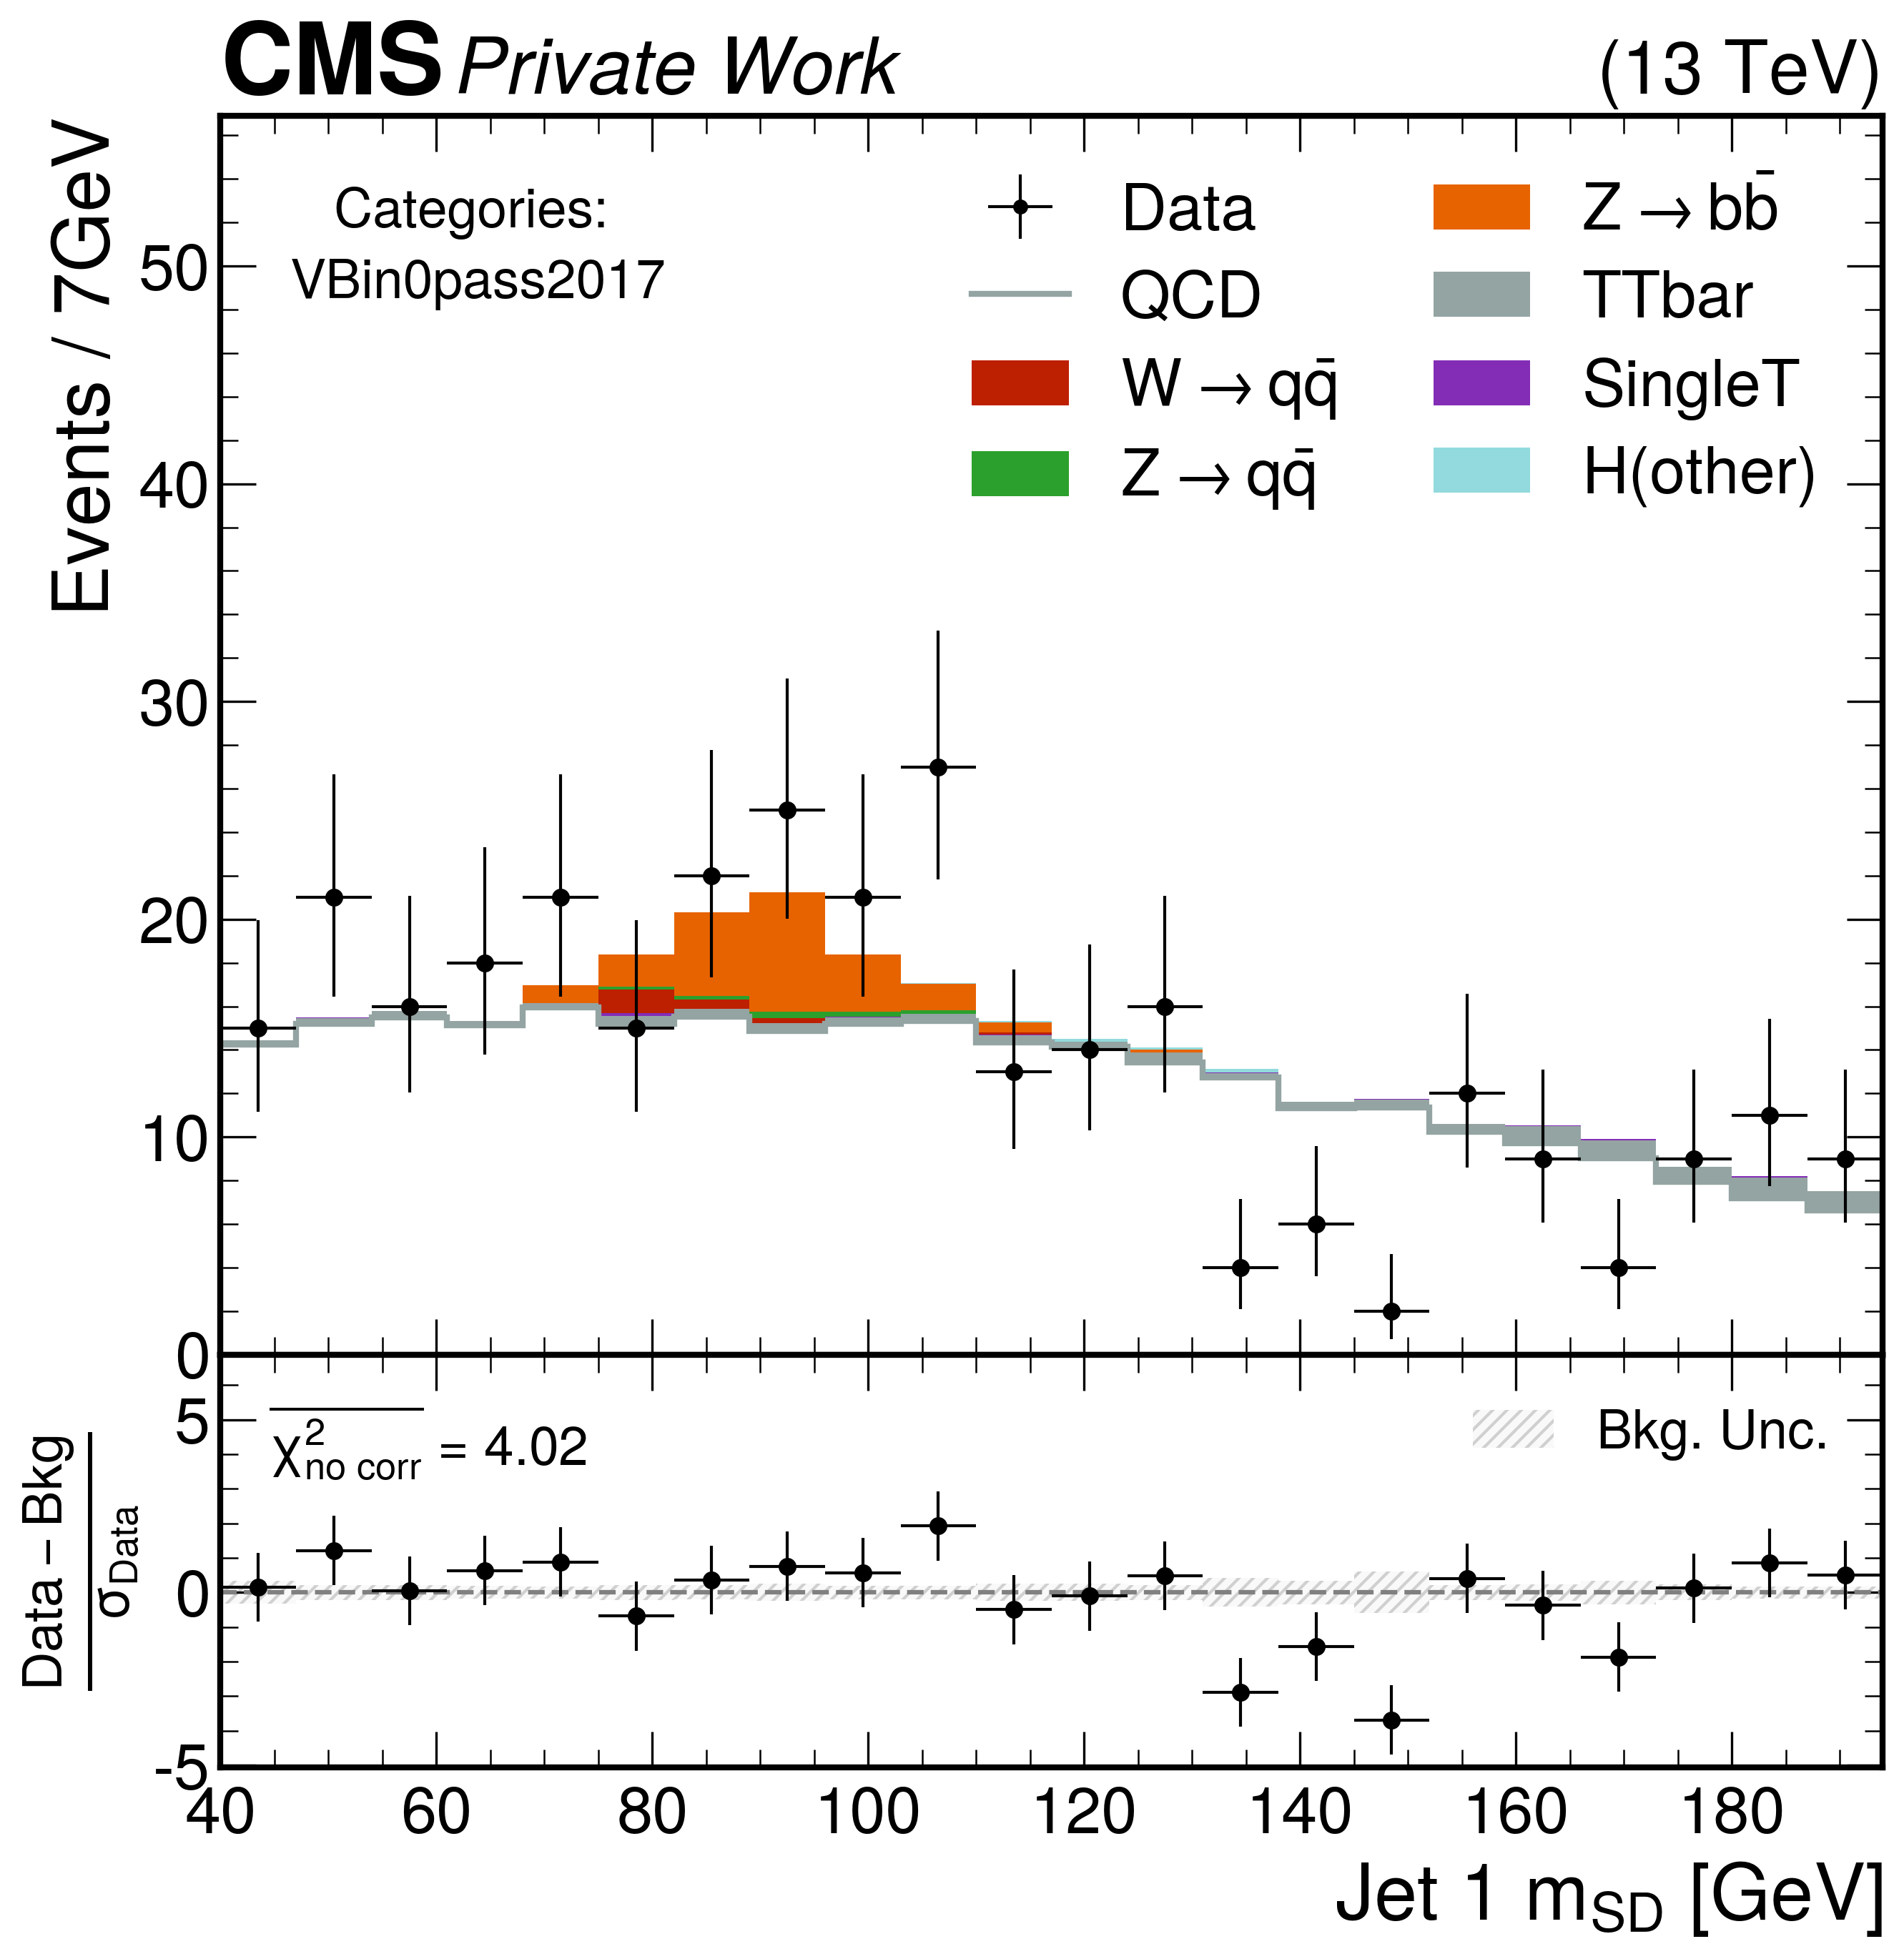 CMS Private Work (13 TeV)
Events / 7GeV
Categories:
VBin0pass2017
Data
QCD
W → qq̄
Z → qq̄
Z → bb̄
TTbar
SingleT
H(other)
50
40
30
20
10
0
Data − Bkg
σData
5
0
-5
χ²no corr = 4.02
Bkg. Unc.
40 60 80 100 120 140 160 180
Jet 1 mSD [GeV]